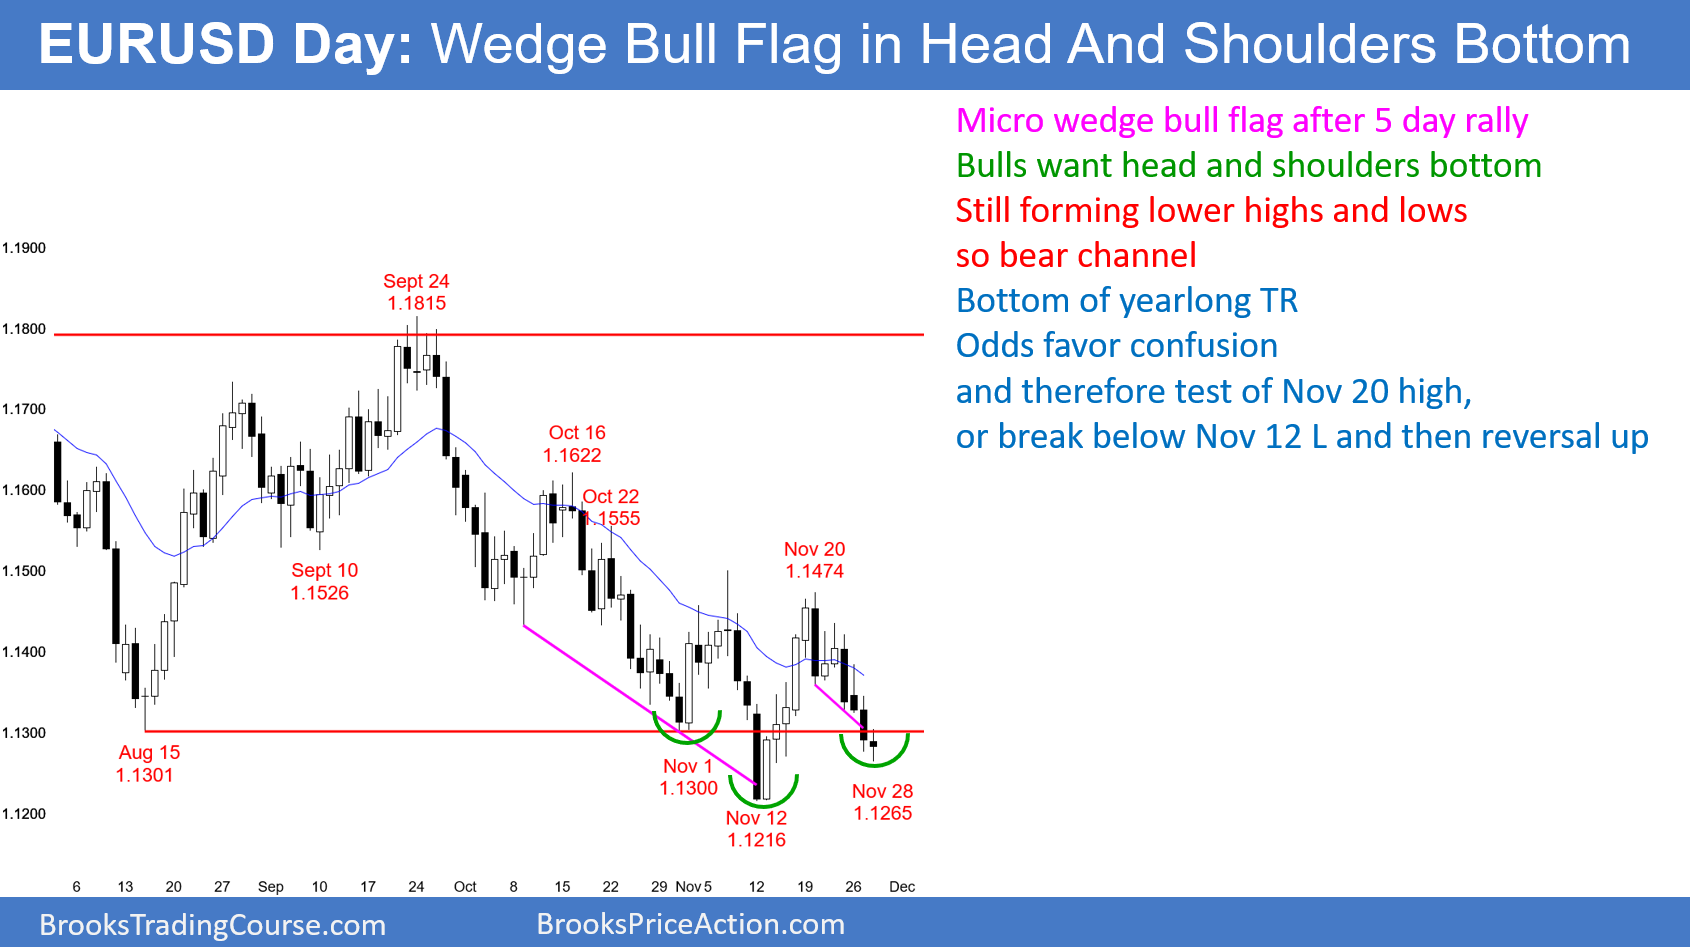 EURUSD Day: Wedge Bull Flag in Head And Shoulders Bottom
Micro wedge bull flag after 5 day rally
Bulls want head and shoulders bottom
Still forming lower highs and lows
so bear channel
Bottom of yearlong TR
Odds favor confusion
and therefore test of Nov 20 high,
or break below Nov 12 L and then reversal up
1.1900
1.1800
1.1700
1.1600
1.1500
1.1400
1.1300
1.1200
Sept 24
1.1815
Oct 16
1.1622
Oct 22
1.1555
Sept 10
1.1526
Nov 20
1.1474
Aug 15
1.1301
Nov 1
1.1300
Nov 12
1.1216
Nov 28
1.1265
6 13 20 27 Sep 10 17 24 Oct 8 15 22 29 Nov 5 12 19 26 Dec
BrooksTradingCourse.com
BrooksPriceAction.com